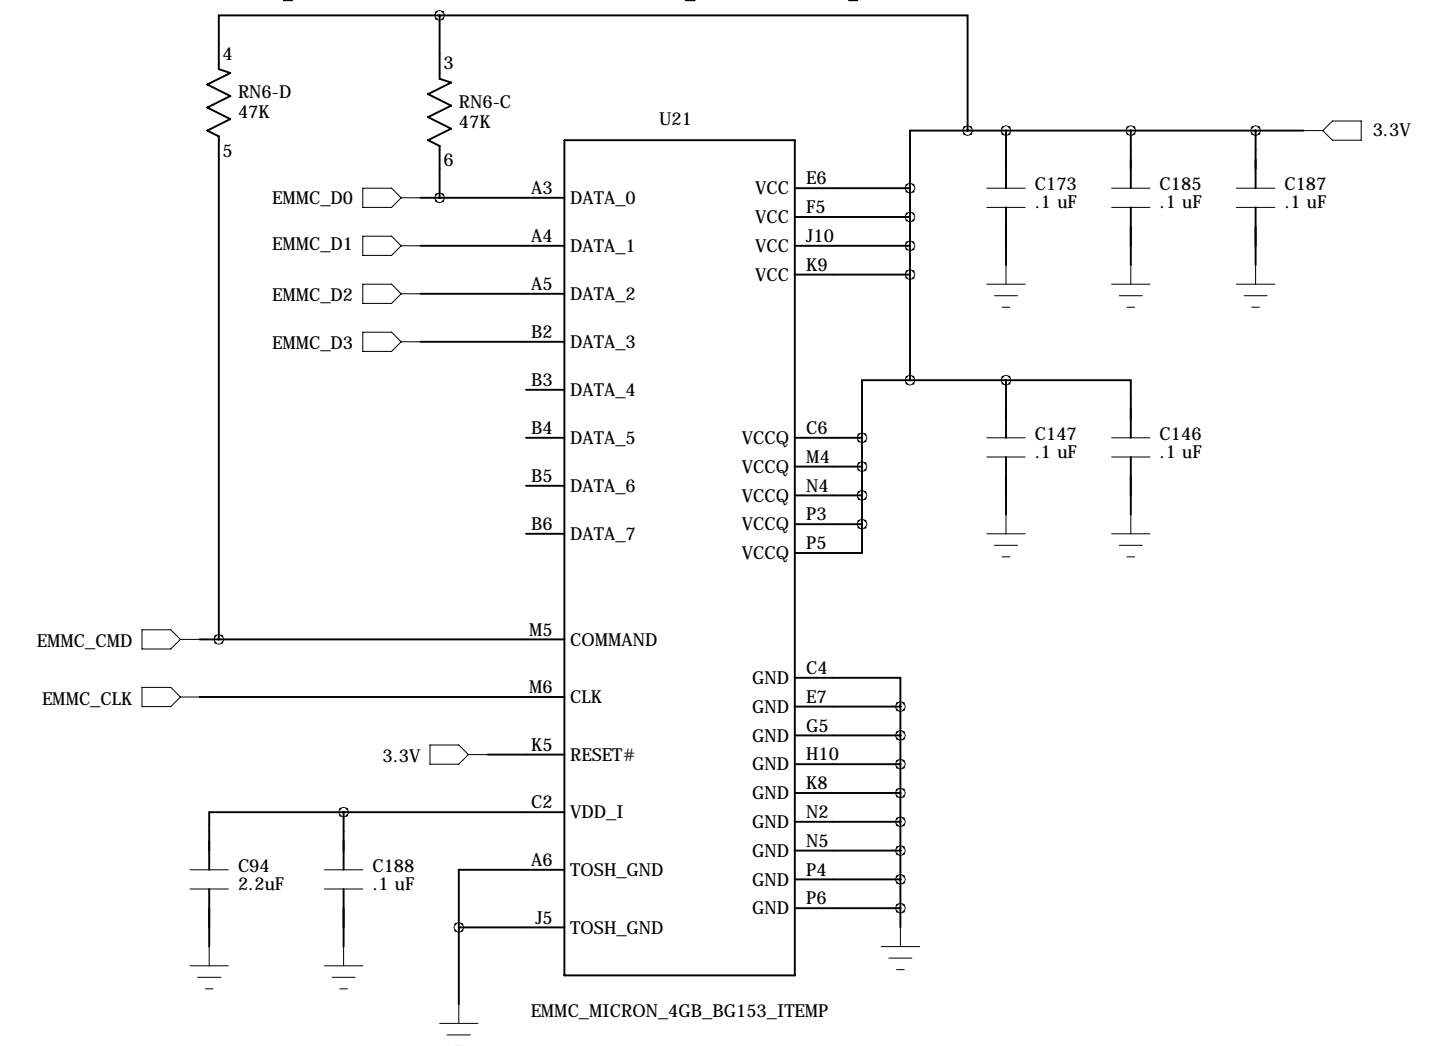 4
RN6-D
47K
5
3
RN6-C
47K
6
U21
3.3V
EMMC_D0
A3
DATA_0
EMMC_D1
A4
DATA_1
EMMC_D2
A5
DATA_2
EMMC_D3
B2
DATA_3
B3
DATA_4
B4
DATA_5
B5
DATA_6
B6
DATA_7
EMMC_CMD
M5
COMMAND
EMMC_CLK
M6
CLK
3.3V
K5
RESET#
C2
VDD_I
C94
2.2uF
C188
.1 uF
A6
TOSH_GND
J5
TOSH_GND
VCC
E6
VCC
F5
VCC
J10
VCC
K9
C173
.1 uF
C185
.1 uF
C187
.1 uF
VCCQ
C6
VCCQ
M4
VCCQ
N4
VCCQ
P3
VCCQ
P5
C147
.1 uF
C146
.1 uF
GND
C4
GND
E7
GND
G5
GND
H10
GND
K8
GND
N2
GND
N5
GND
P4
GND
P6
EMMC_MICRON_4GB_BG153_ITEMP